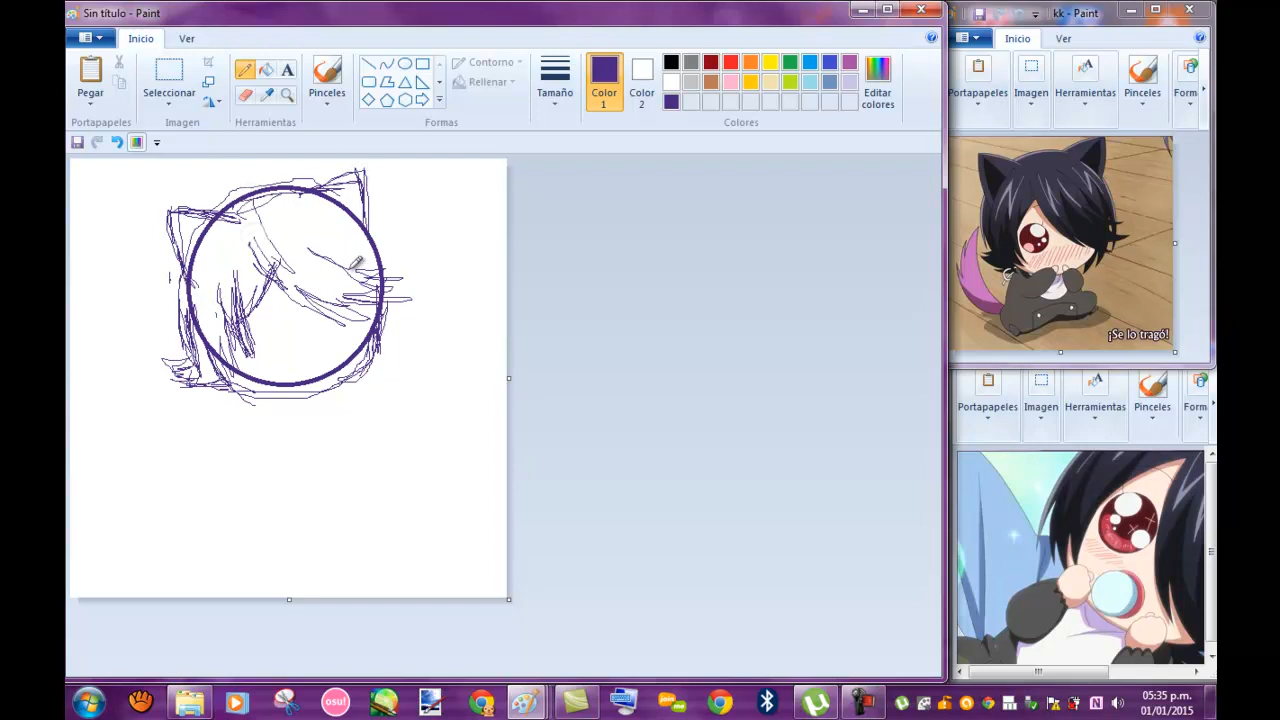 Sin título - Paint
Inicio
Ver
Pegar
Seleccionar
A
Pinceles
Contorno
Rellenar
Tamaño
Color 1
Color 2
Editar colores
Portapapeles
Imagen
Herramientas
Formas
Colores
kk - Paint
Inicio
Ver
Portapapeles
Imagen
Herramientas
Pinceles
Form
¡Se lo tragó!
Portapapeles
Imagen
Herramientas
Pinceles
Form
osu!
05:35 p.m.
01/01/2015